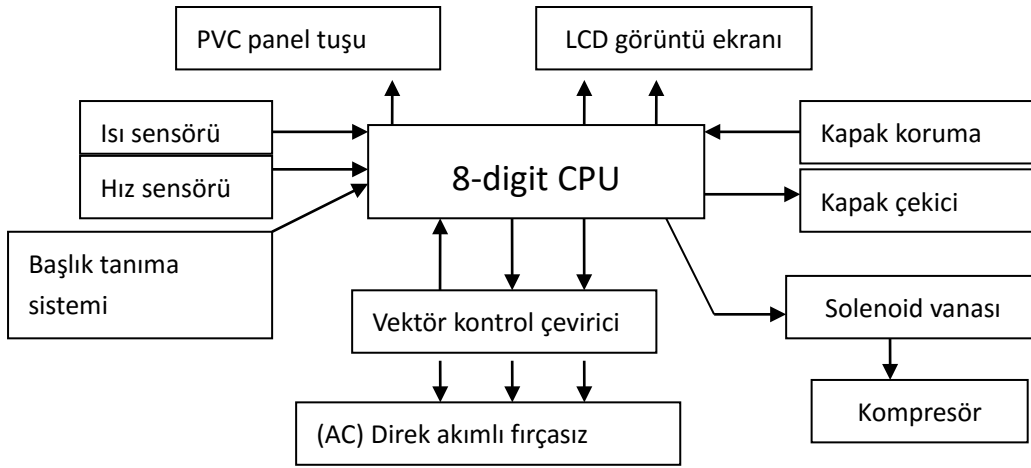 PVC panel tuşu
LCD görüntü ekranı
Isı sensörü
Hız sensörü
Başlık tanıma
sistemi
8-digit CPU
Kapak koruma
Kapak çekici
Vektör kontrol çevirici
Solenoid vanası
(AC) Direk akımlı fırçasız
Kompresör